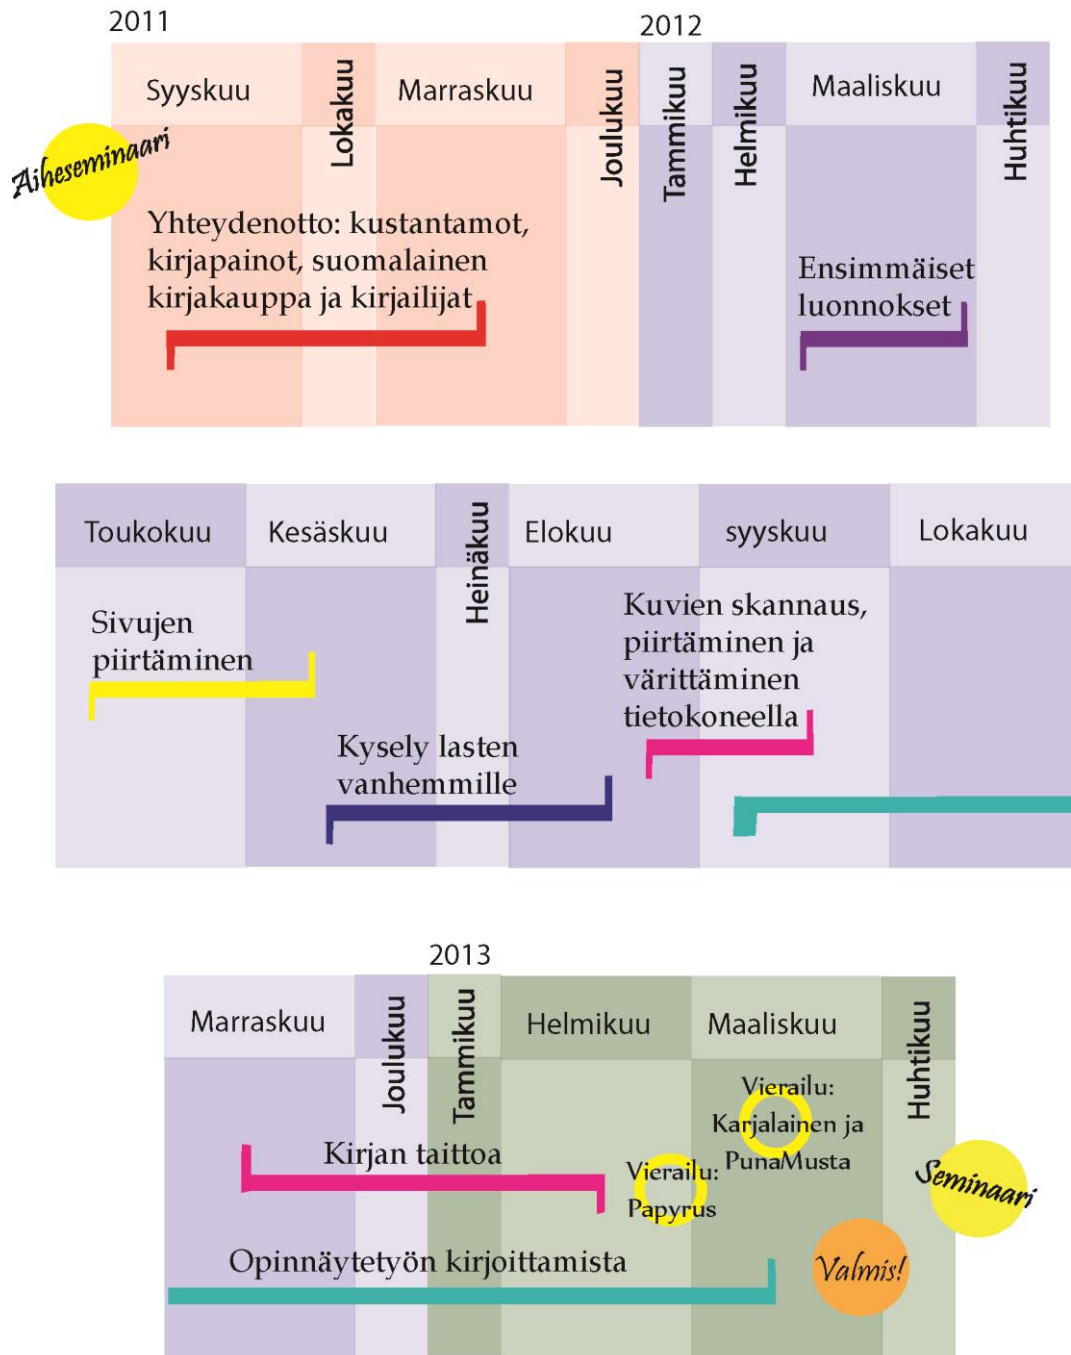 2011
2012
Syyskuu
Lokakuu
Marraskuu
Joulukuu
Tammikuu
Helmikuu
Maaliskuu
Huhtikuu
Aiheseminaari
Yhteydenotto: kustantamot,
kirjapainot, suomalainen
kirjakauppa ja kirjailijat
Ensimmäiset
luonnokset
Toukokuu
Kesäskuu
Heinäkuu
Elokuu
syyskuu
Lokakuu
Sivujen
piirtäminen
Kysely lasten
vanhemmille
Kuvien skannaus,
piirtäminen ja
värittäminen
tietokoneella
2013
Marraskuu
Joulukuu
Tammikuu
Helmikuu
Maaliskuu
Huhtikuu
Kirjan taittoa
Vierailu:
Papyrus
Vierailu:
Karjalainen ja
PunaMusta
Seminaari
Opinnäytetyön kirjoittamista
Valmis!